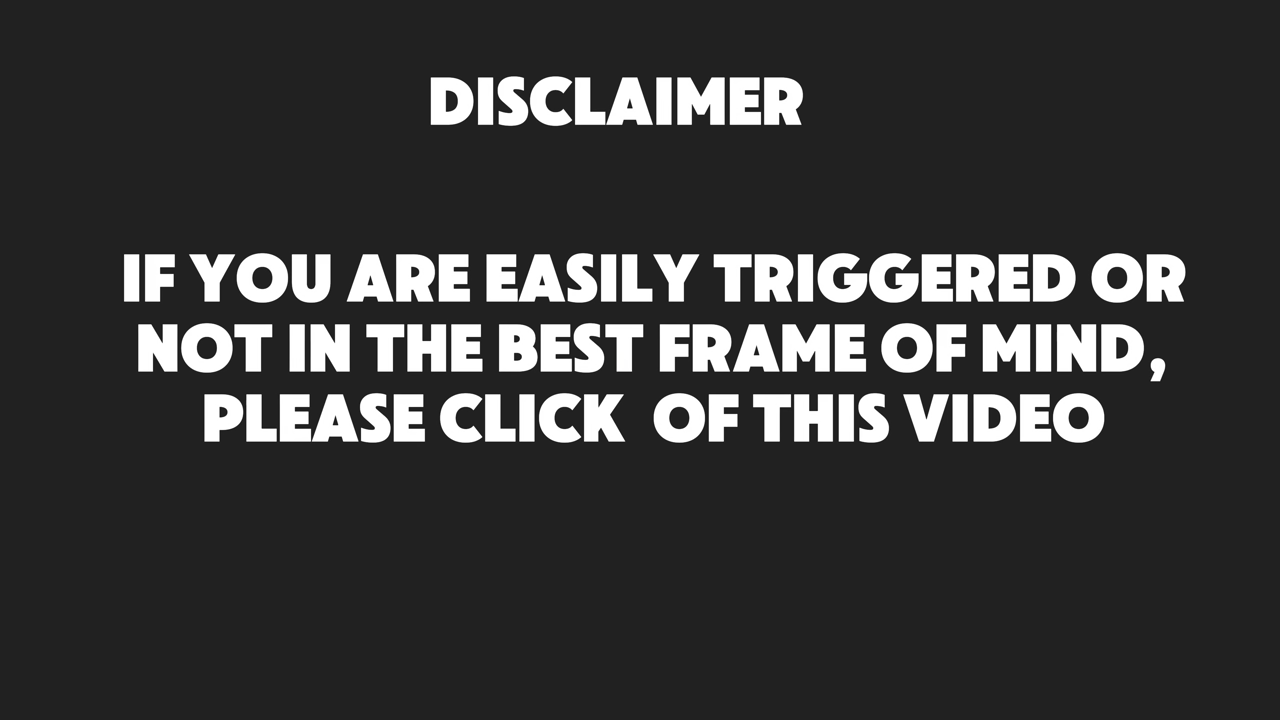 DISCLAIMER
IF YOU ARE EASILY TRIGGERED OR
NOT IN THE BEST FRAME OF MIND,
PLEASE CLICK OF THIS VIDEO